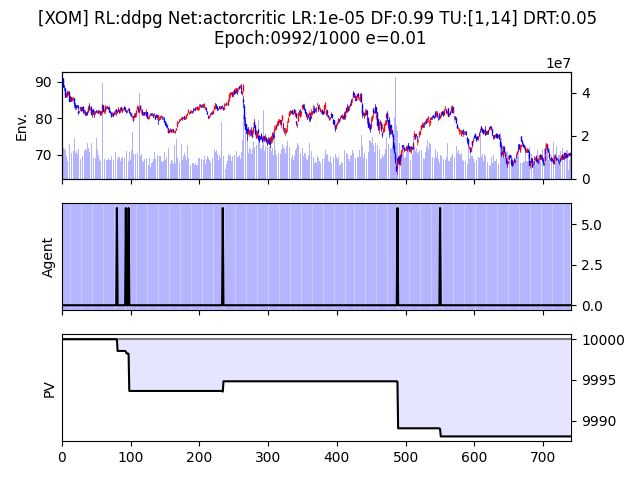 [XOM] RL:ddpg Net:actorcritic LR:1e-05 DF:0.99 TU:[1,14] DRT:0.05
Epoch:0992/1000 e=0.01
1e7
90
80
70
Env.
4
2
0
Agent
5.0
2.5
0.0
PV
10000
9995
9990
0 100 200 300 400 500 600 700